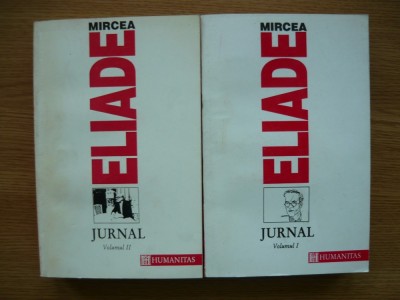 MIRCEA
ELIADE
JURNAL
Volumul II
HUMANITAS
MIRCEA
ELIADE
JURNAL
Volumul I
HUMANITAS